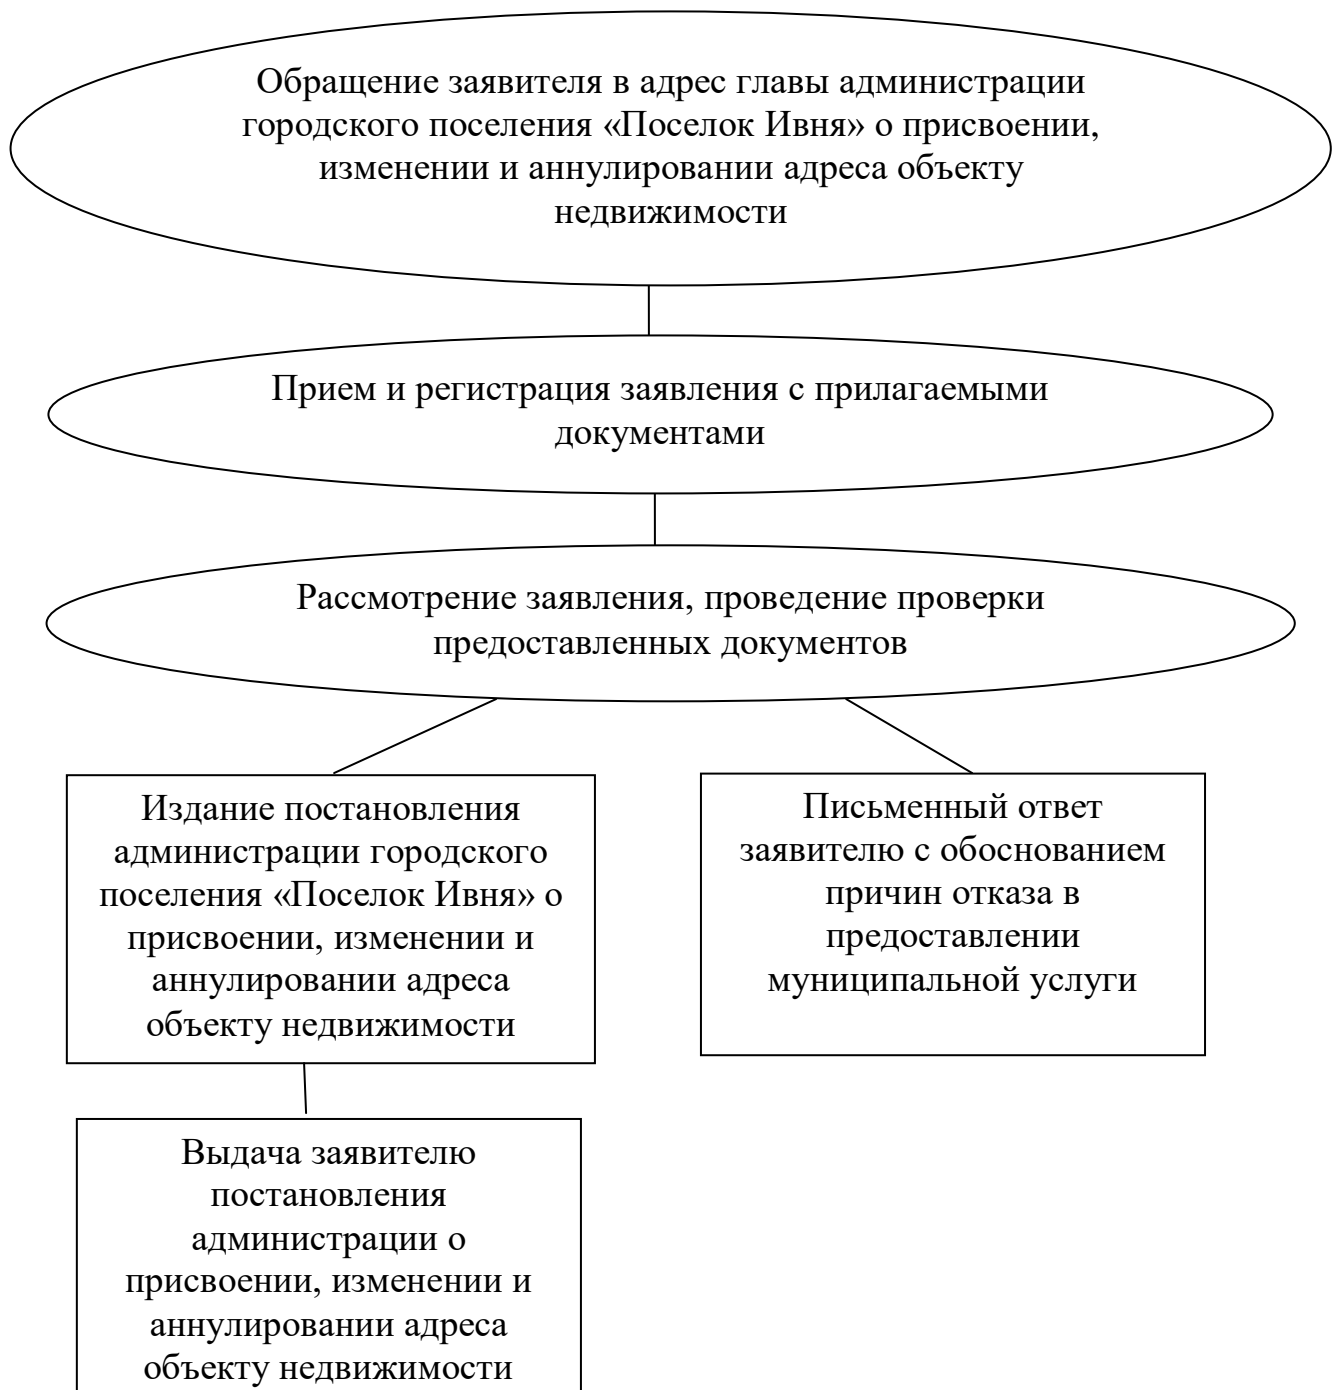 Обращение заявителя в адрес главы администрации
городского поселения «Поселок Ивня» о присвоении,
изменении и аннулировании адреса объекту
недвижимости
Прием и регистрация заявления с прилагаемыми
документами
Рассмотрение заявления, проведение проверки
предоставленных документов
Издание постановления
администрации городского
поселения «Поселок Ивня» о
присвоении, изменении и
аннулировании адреса
объекту недвижимости
Письменный ответ
заявителю с обоснованием
причин отказа в
предоставлении
муниципальной услуги
Выдача заявителю
постановления
администрации о
присвоении, изменении и
аннулировании адреса
объекту недвижимости